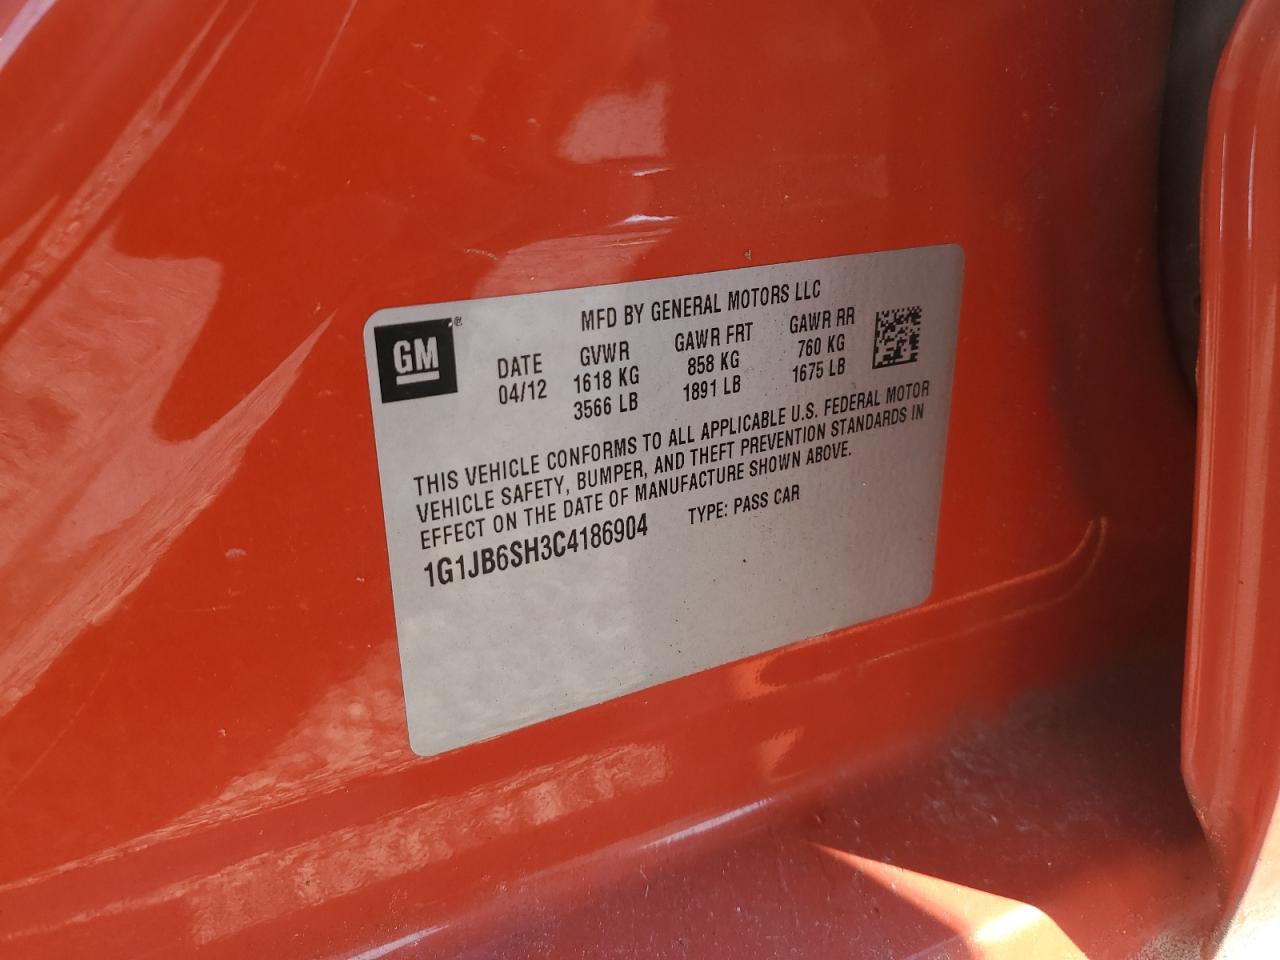 MFD BY GENERAL MOTORS LLC
GM®
DATE
04/12
GVWR
1618 KG
3566 LB
GAWR FRT
858 KG
1891 LB
GAWR RR
760 KG
1675 LB
THIS VEHICLE CONFORMS TO ALL APPLICABLE U.S. FEDERAL MOTOR
VEHICLE SAFETY, BUMPER, AND THEFT PREVENTION STANDARDS IN
EFFECT ON THE DATE OF MANUFACTURE SHOWN ABOVE.
1G1JB6SH3C4186904
TYPE: PASS CAR